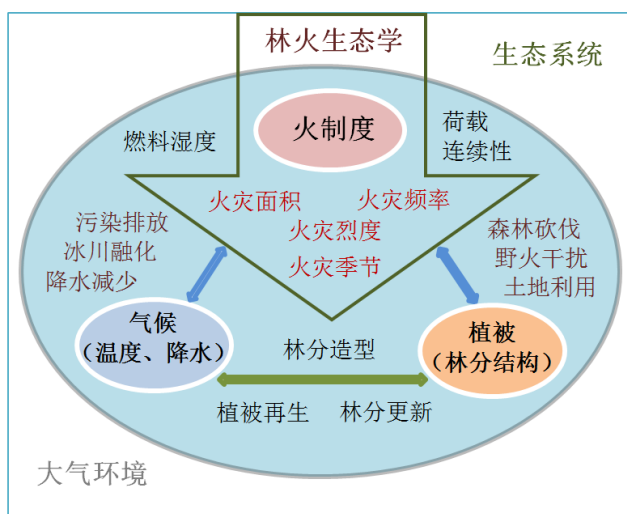 林火生态学
生态系统
火制度
燃料湿度
荷载
连续性
火灾面积
火灾频率
火灾烈度
火灾季节
污染排放
冰川融化
降水减少
森林砍伐
野火干扰
土地利用
气候
（温度、降水）
林分造型
植被
（林分结构）
植被再生
林分更新
大气环境